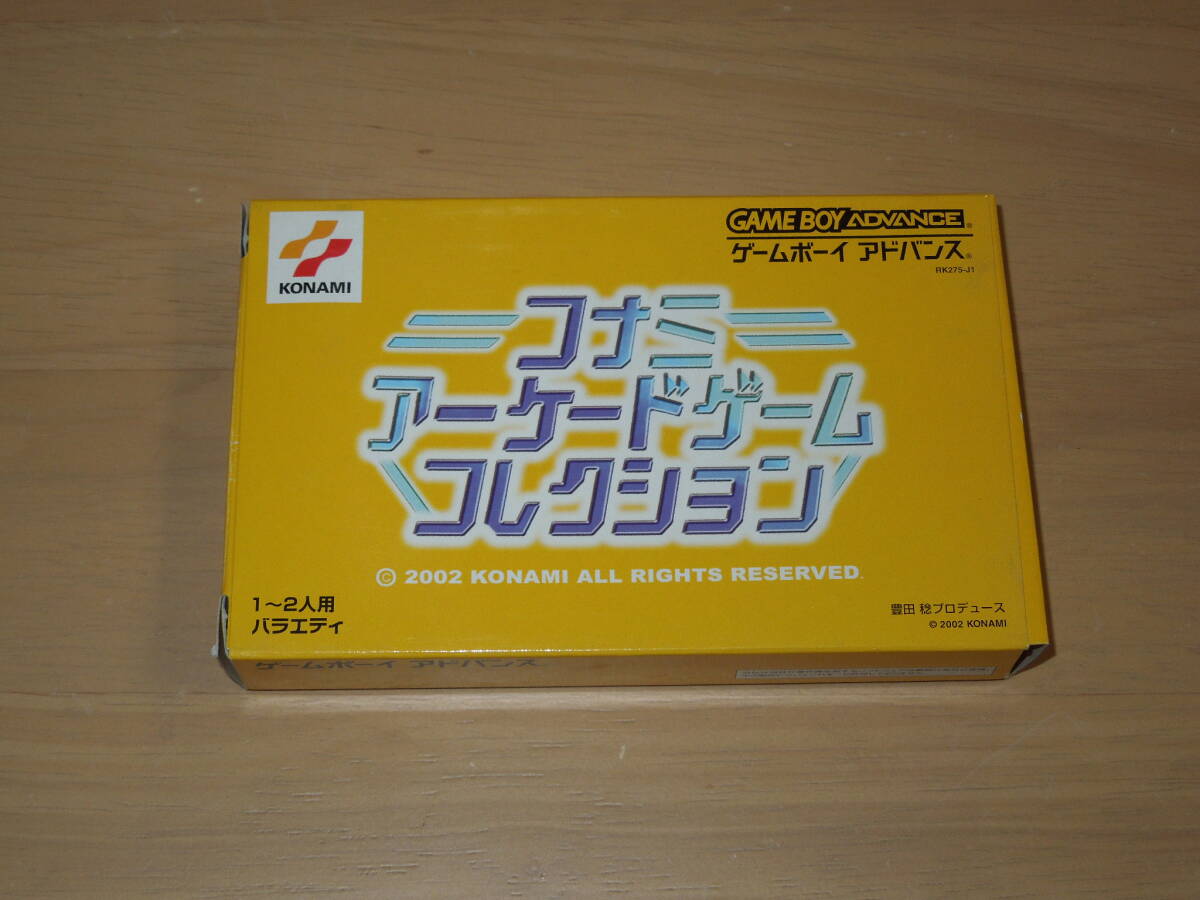 KONAMI
GAME BOY ADVANCE®
ゲームボーイ アドバンス®
RK275-J1
コナミ
アーケードゲーム
コレクション
© 2002 KONAMI ALL RIGHTS RESERVED.
1〜2人用
バラエティ
豊田 稔プロデュース
© 2002 KONAMI
ゲームボーイ アドバンス